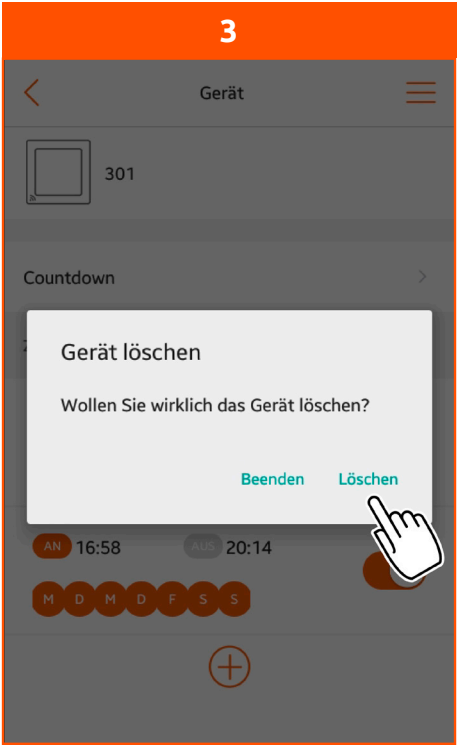 3
Gerät
301
Countdown
Gerät löschen
Wollen Sie wirklich das Gerät löschen?
Beenden Löschen
AN 16:58 AUS 20:14
M D M D F S S